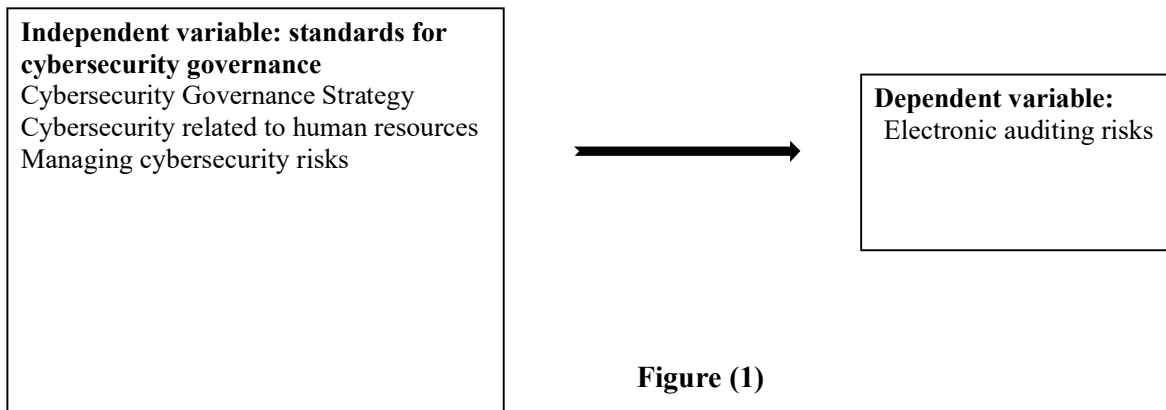 Independent variable: standards for
cybersecurity governance
Cybersecurity Governance Strategy
Cybersecurity related to human resources
Managing cybersecurity risks
Dependent variable:
Electronic auditing risks
Figure (1)